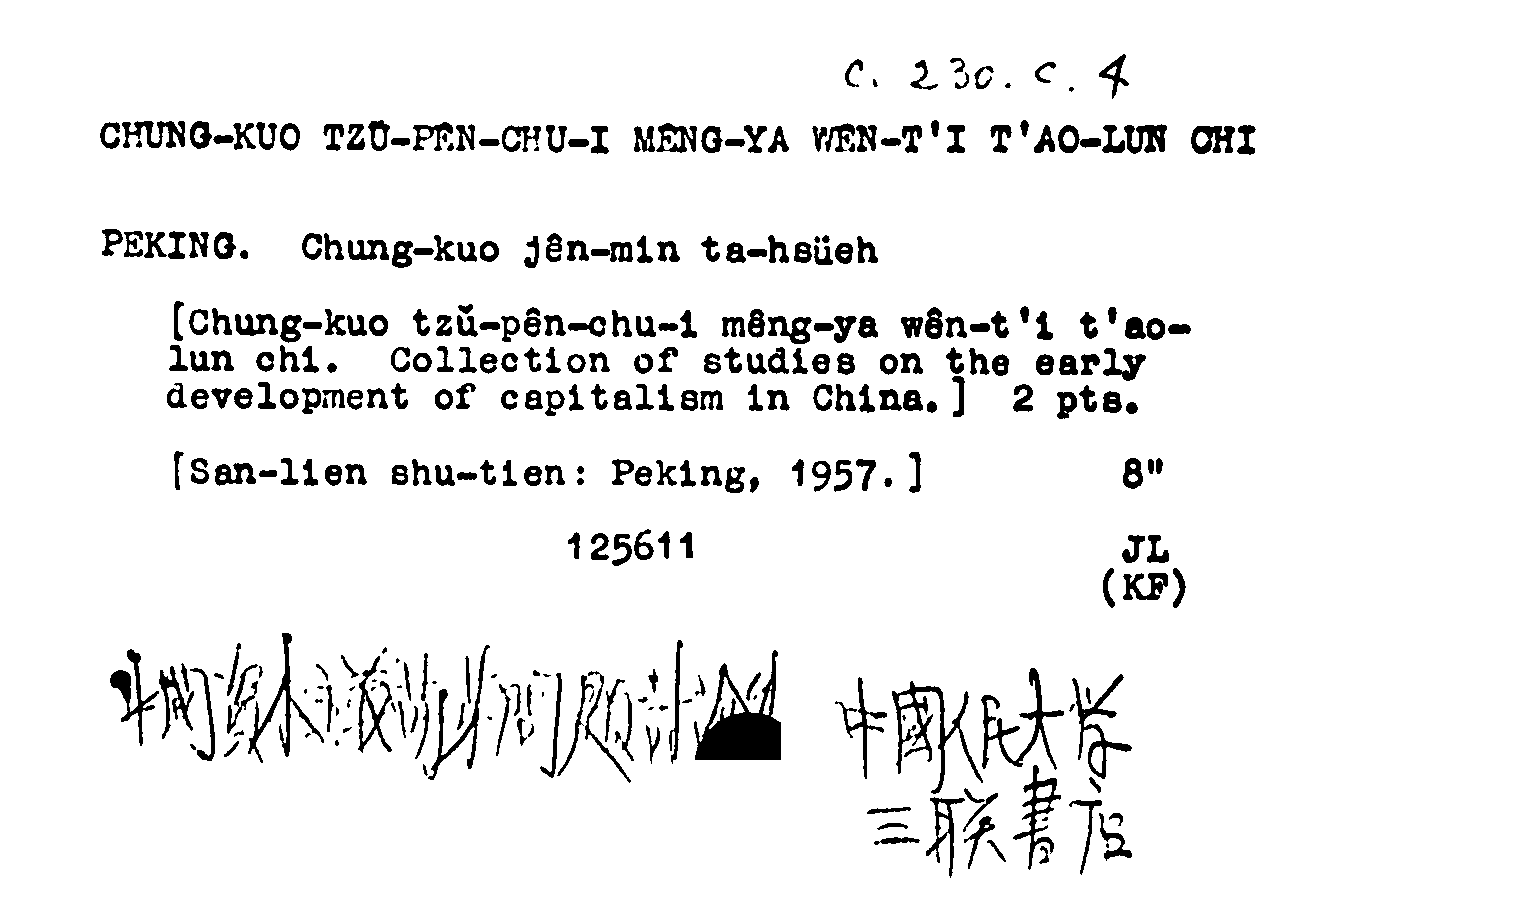 C. 230. c. 4
CHUNG-KUO TZŬ-PÊN-CHU-I MÊNG-YA WÊN-T'I T'AO-LUN CHI
PEKING. Chung-kuo jên-min ta-hsüeh
[Chung-kuo tzŭ-pên-chu-i mêng-ya wên-t'i t'ao-
lun chi. Collection of studies on the early
development of capitalism in China.] 2 pts.
[San-lien shu-tien: Peking, 1957.] 8"
125611 JL
(KF)
中國資本主義萌芽問題討論
中國人民大学
三联書店